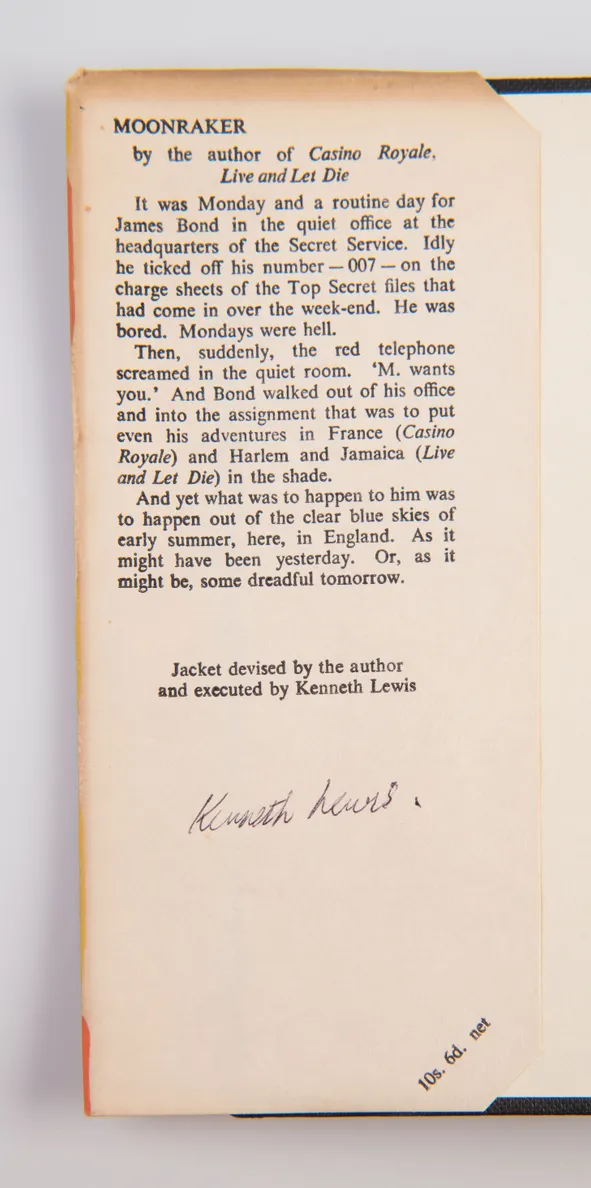 MOONRAKER
by the author of Casino Royale,
Live and Let Die
It was Monday and a routine day for
James Bond in the quiet office at the
headquarters of the Secret Service. Idly
he ticked off his number — 007 — on the
charge sheets of the Top Secret files that
had come in over the week-end. He was
bored. Mondays were hell.
Then, suddenly, the red telephone
screamed in the quiet room. ‘M. wants
you.’ And Bond walked out of his office
and into the assignment that was to put
even his adventures in France (Casino
Royale) and Harlem and Jamaica (Live
and Let Die) in the shade.
And yet what was to happen to him was
to happen out of the clear blue skies of
early summer, here, in England. As it
might have been yesterday. Or, as it
might be, some dreadful tomorrow.
Jacket devised by the author
and executed by Kenneth Lewis
Kenneth Lewis.
10s. 6d. net